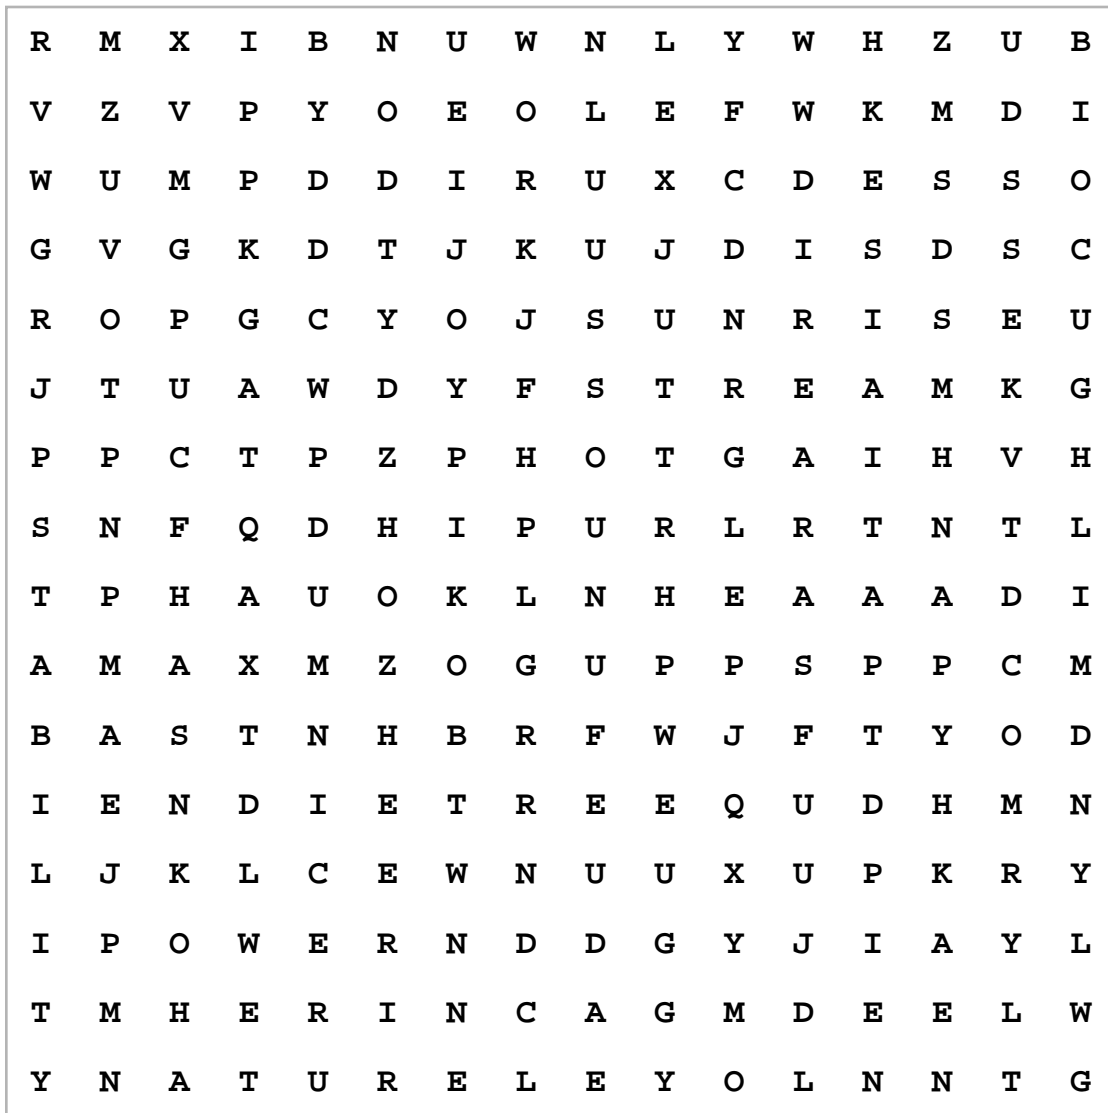 R M X I B N U W N L Y W H Z U B
V Z V P Y O E O L E F W K M D I
W U M P D D I R U X C D E S S O
G V G K D T J K U J D I S D S C
R O P G C Y O J S U N R I S E U
J T U A W D Y F S T R E A M K G
P P C T P Z P H O T G A I H V H
S N F Q D H I P U R L R T N T L
T P H A U O K L N H E A A A D I
A M A X M Z O G U P P S P P C M
B A S T N H B R F W J F T Y O D
I E N D I E T R E E Q U D H M N
L J K L C E W N U U X U P K R Y
I P O W E R N D D G Y J I A Y L
T M H E R I N C A G M D E E L W
Y N A T U R E L E Y O L N N T G